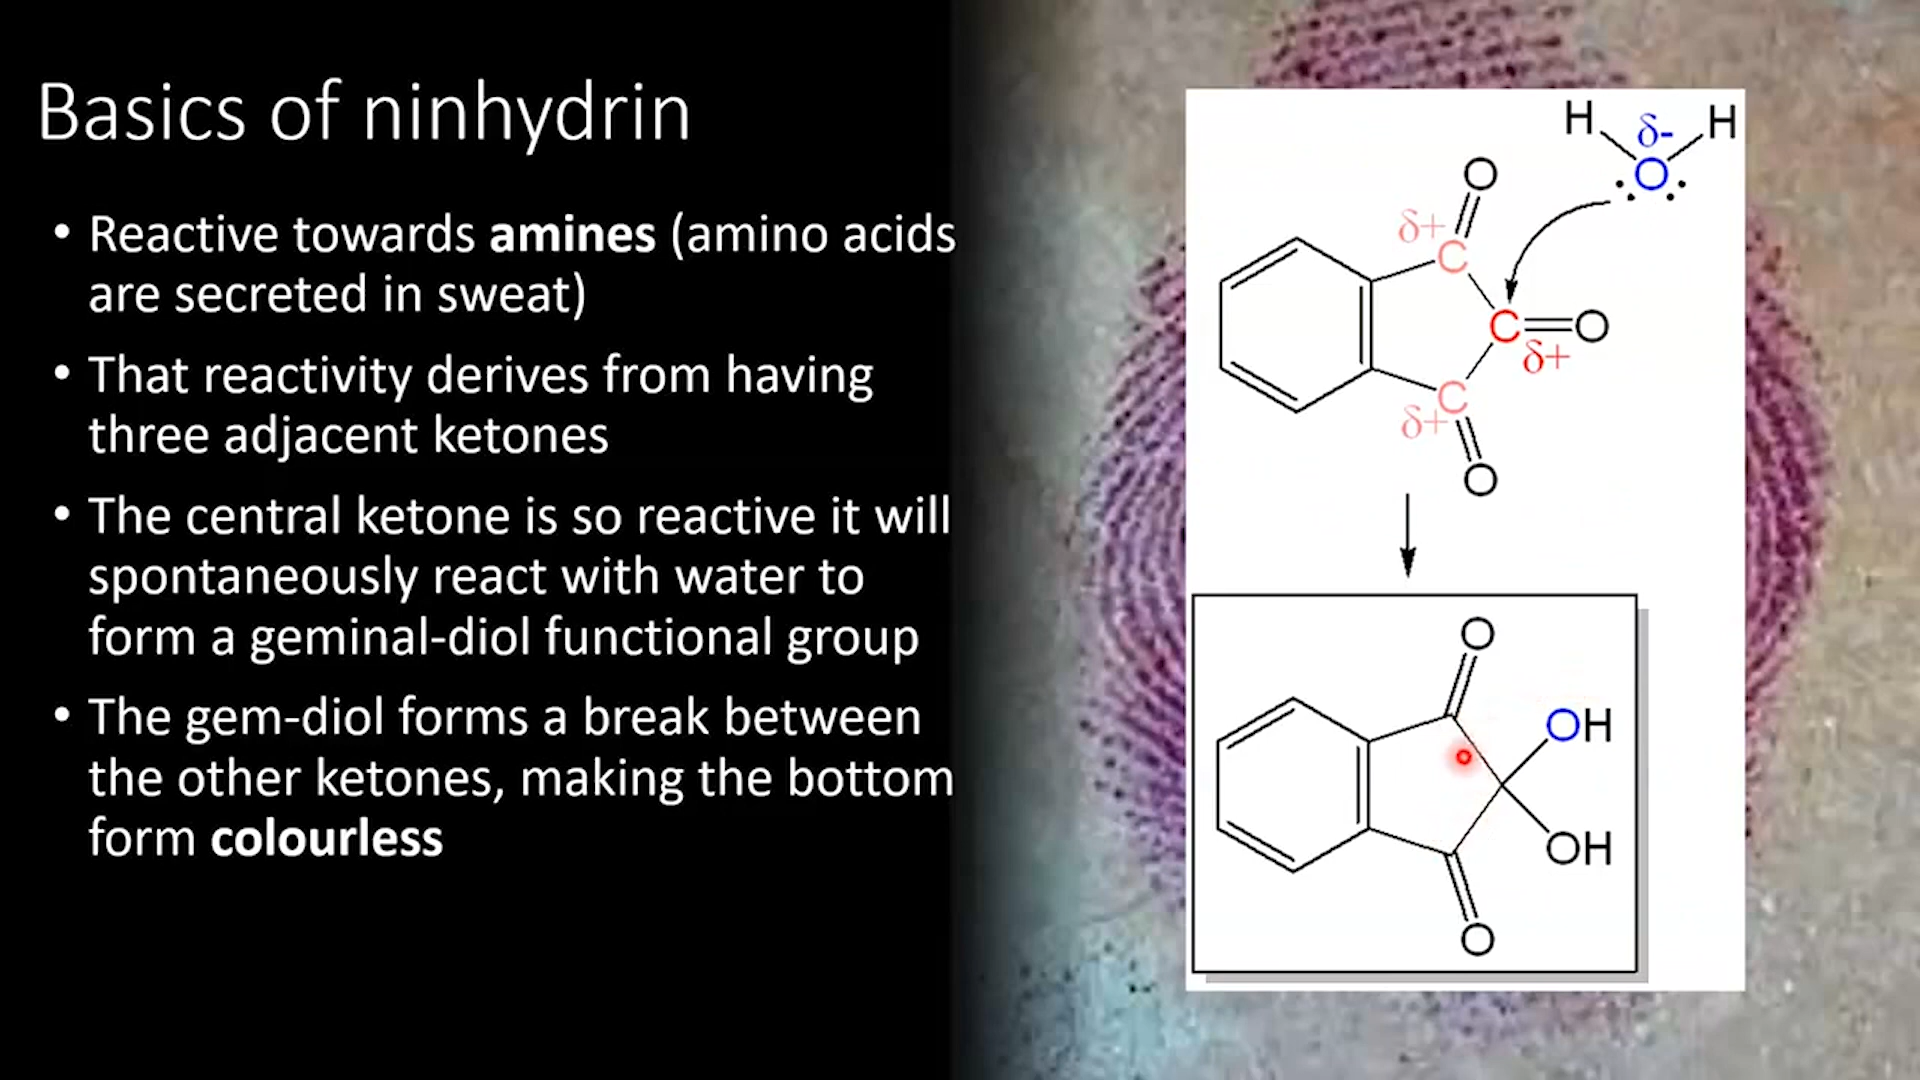 Basics of ninhydrin
• Reactive towards amines (amino acids
are secreted in sweat)
• That reactivity derives from having
three adjacent ketones
• The central ketone is so reactive it will
spontaneously react with water to
form a geminal-diol functional group
• The gem-diol forms a break between
the other ketones, making the bottom
form colourless
H δ- H
O
O
δ+
C
C O
δ+
C
δ+
O
O
OH
OH
O